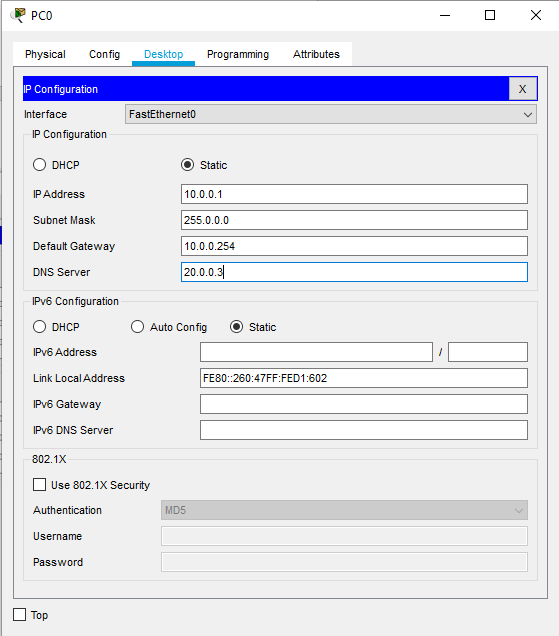 PC0
Physical Config Desktop Programming Attributes
IP Configuration X
Interface FastEthernet0
IP Configuration
DHCP Static
IP Address 10.0.0.1
Subnet Mask 255.0.0.0
Default Gateway 10.0.0.254
DNS Server 20.0.0.3
IPv6 Configuration
DHCP Auto Config Static
IPv6 Address /
Link Local Address FE80::260:47FF:FED1:602
IPv6 Gateway
IPv6 DNS Server
802.1X
Use 802.1X Security
Authentication MD5
Username
Password
Top